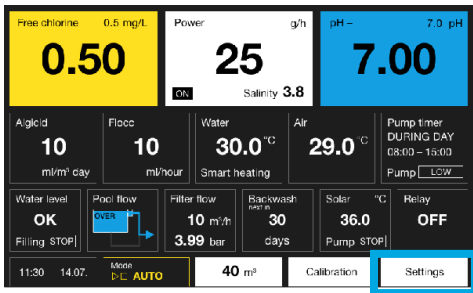 Free chlorine 0.5 mg/L
0.50
Power g/h
25
ON Salinity 3.8
pH – 7.0 pH
7.00
Algicid
10
ml/m³ day
Flocc
10
ml/hour
Water
30.0 °C
Smart heating
Air
29.0 °C
Pump timer
DURING DAY
08:00 – 15:00
Pump LOW
Water level
OK
Filling STOP
Pool flow
OVER
Filter flow
10 m³/h
3.99 bar
Backwash
NEXT IN
30
days
Solar °C
36.0
Pump STOP
Relay
OFF
11:30 14.07.
Mode
AUTO
40 m³
Calibration
Settings